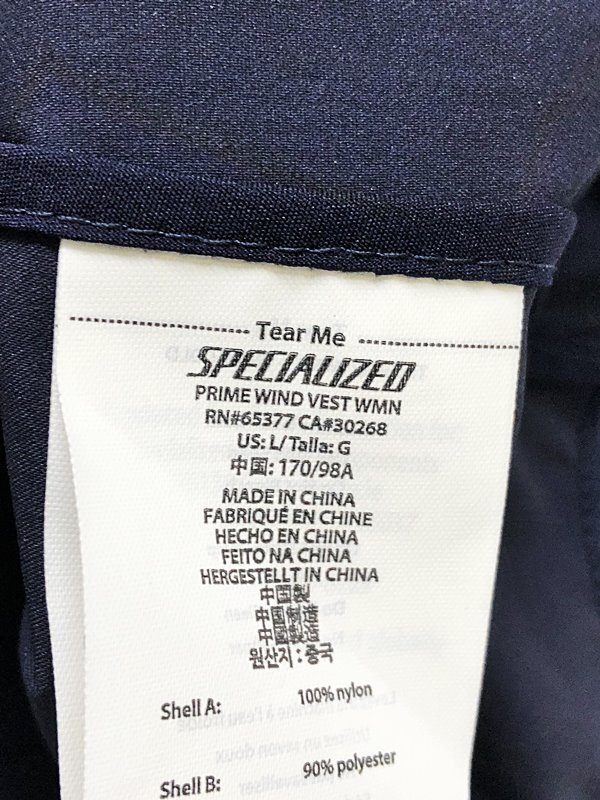 Tear Me
SPECIALIZED
PRIME WIND VEST WMN
RN#65377 CA#30268
US: L/Talla: G
中国: 170/98A
MADE IN CHINA
FABRIQUÉ EN CHINE
HECHO EN CHINA
FEITO NA CHINA
HERGESTELLT IN CHINA
中国製
中国制造
中國製造
원산지 : 중국
Shell A: 100% nylon
Shell B: 90% polyester